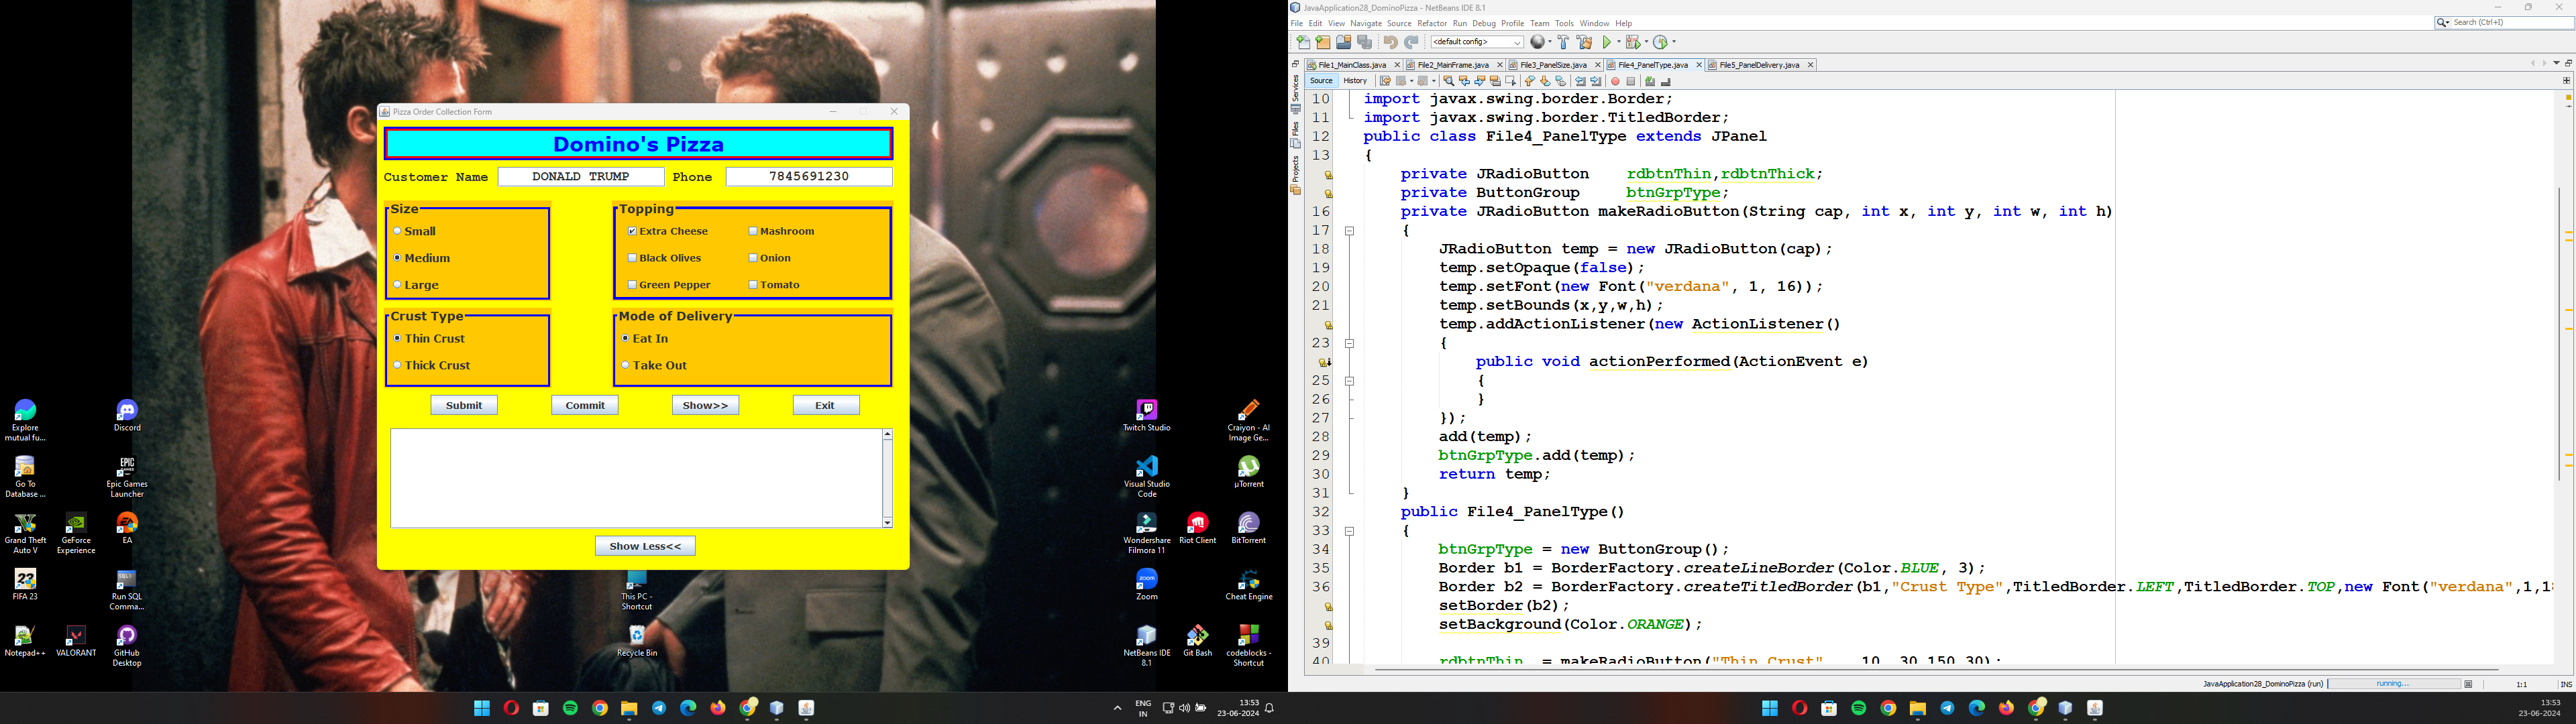 Pizza Order Collection Form
Domino's Pizza
Customer Name DONALD TRUMP Phone 7845691230
Size
Small
Medium
Large
Topping
Extra Cheese Mashroom
Black Olives Onion
Green Pepper Tomato
Crust Type
Thin Crust
Thick Crust
Mode of Delivery
Eat In
Take Out
Submit Commit Show>> Exit
Show Less<<
Explore mutual fu...
Discord
Go To Database ...
Epic Games Launcher
Grand Theft Auto V
GeForce Experience
EA
FIFA 23
Run SQL Comma...
Notepad++
VALORANT
GitHub Desktop
This PC - Shortcut
Recycle Bin
Twitch Studio
Craiyon - AI Image Ge...
Visual Studio Code
µTorrent
Wondershare Filmora 11
Riot Client
BitTorrent
Zoom
Cheat Engine
NetBeans IDE 8.1
Git Bash
codeblocks - Shortcut
ENG IN
13:53
23-06-2024
JavaApplication28_DominoPizza - NetBeans IDE 8.1
File Edit View Navigate Source Refactor Run Debug Profile Team Tools Window Help
Search (Ctrl+I)
<default config>
File1_MainClass.java File2_MainFrame.java File3_PanelSize.java File4_PanelType.java File5_PanelDelivery.java
Source History
Services
Files
Projects
10 import javax.swing.border.Border;
11 import javax.swing.border.TitledBorder;
12 public class File4_PanelType extends JPanel
13 {
private JRadioButton rdbtnThin,rdbtnThick;
private ButtonGroup btnGrpType;
16 private JRadioButton makeRadioButton(String cap, int x, int y, int w, int h)
17 {
18 JRadioButton temp = new JRadioButton(cap);
19 temp.setOpaque(false);
20 temp.setFont(new Font("verdana", 1, 16));
21 temp.setBounds(x,y,w,h);
temp.addActionListener(new ActionListener()
23 {
public void actionPerformed(ActionEvent e)
25 {
26 }
27 });
28 add(temp);
29 btnGrpType.add(temp);
30 return temp;
31 }
32 public File4_PanelType()
33 {
34 btnGrpType = new ButtonGroup();
35 Border b1 = BorderFactory.createLineBorder(Color.BLUE, 3);
36 Border b2 = BorderFactory.createTitledBorder(b1,"Crust Type",TitledBorder.LEFT,TitledBorder.TOP,new Font("verdana",1,18
setBorder(b2);
setBackground(Color.ORANGE);
39
40 rdbtnThin = makeRadioButton("Thin Crust", 10, 30,150,30);
JavaApplication28_DominoPizza (run) running... 1:1 INS
13:53
23-06-2024